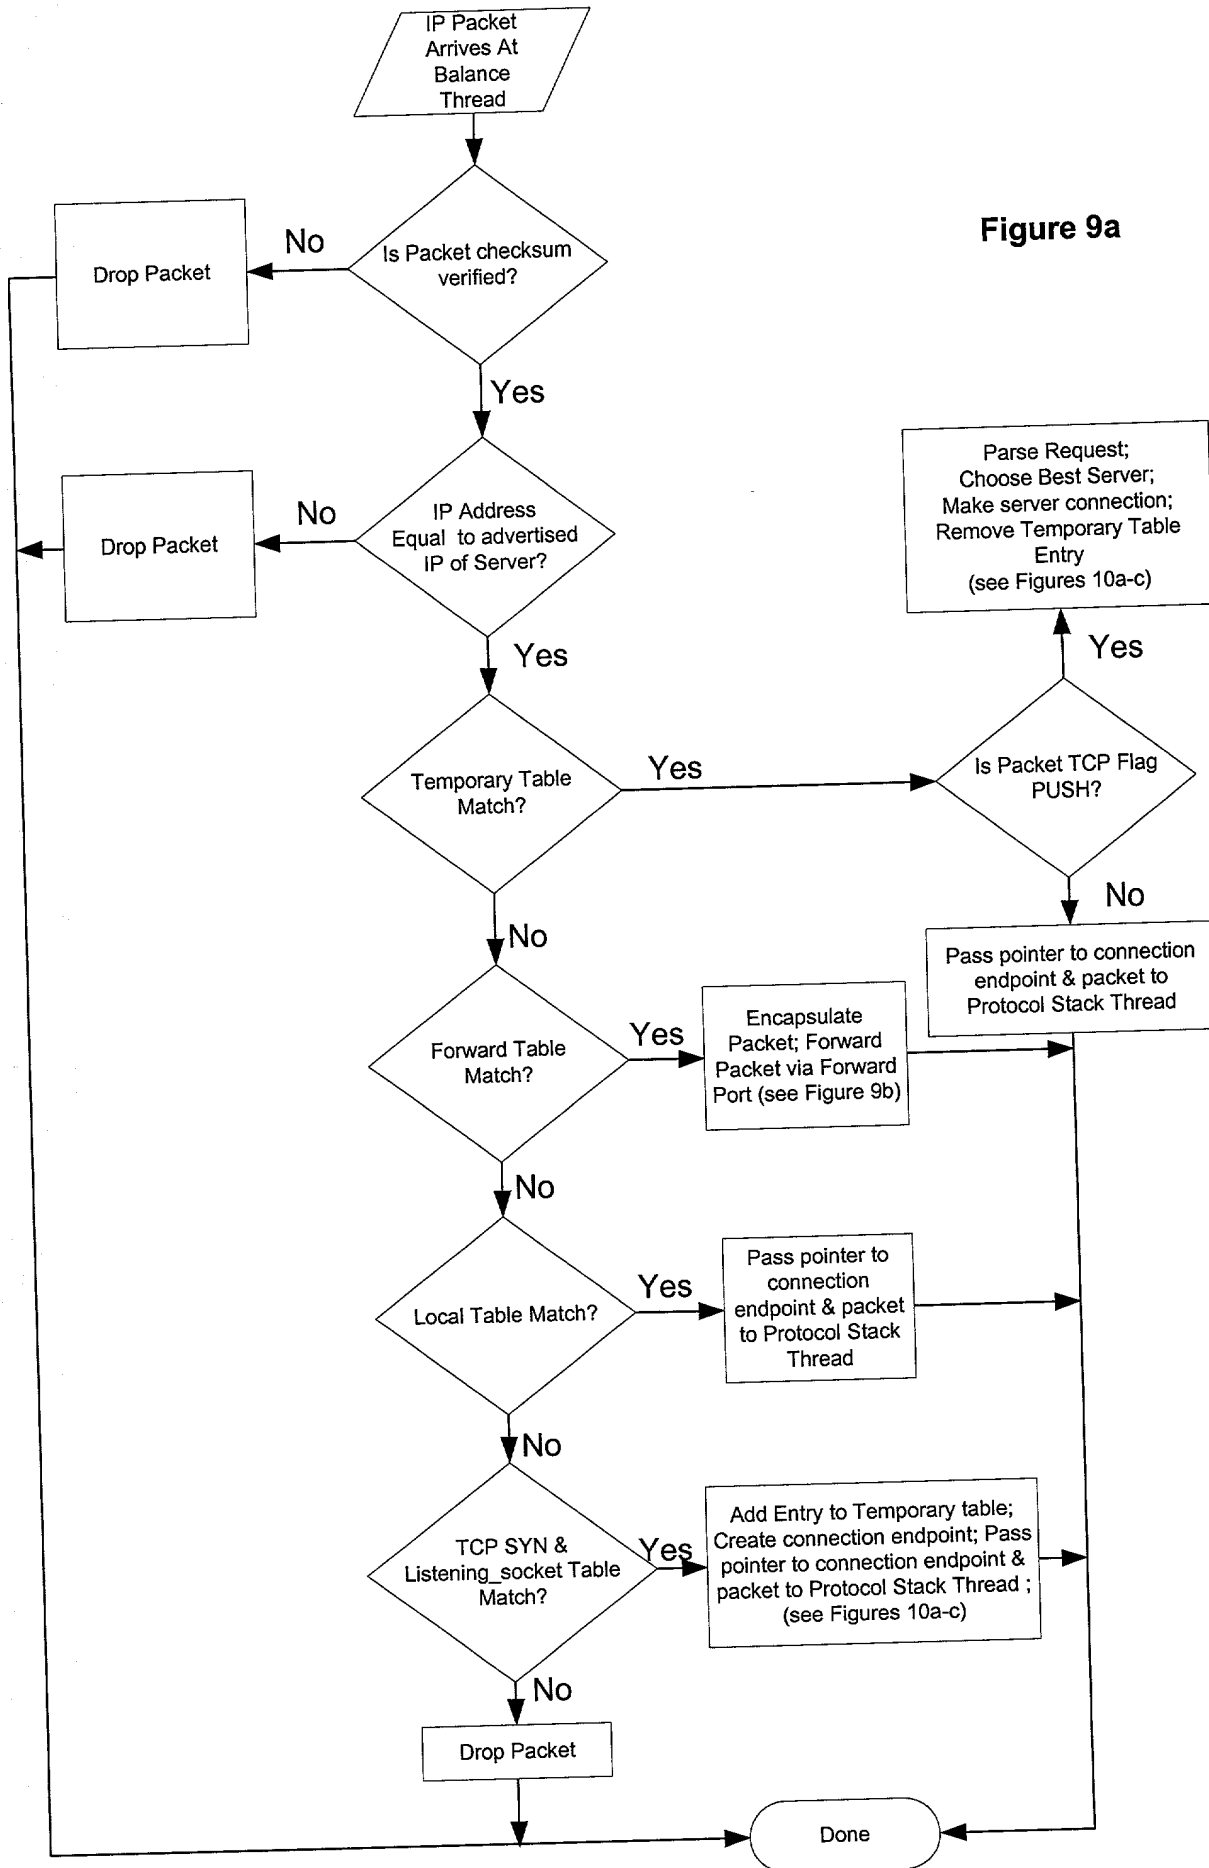 IP Packet
Arrives At
Balance
Thread
Figure 9a
Is Packet checksum
verified?
No
Drop Packet
Yes
IP Address
Equal to advertised
IP of Server?
No
Drop Packet
Parse Request;
Choose Best Server;
Make server connection;
Remove Temporary Table
Entry
(see Figures 10a-c)
Yes
Yes
Temporary Table
Match?
Yes
Is Packet TCP Flag
PUSH?
No
No
Pass pointer to connection
endpoint & packet to
Protocol Stack Thread
Forward Table
Match?
Yes
Encapsulate
Packet; Forward
Packet via Forward
Port (see Figure 9b)
No
Local Table Match?
Yes
Pass pointer to
connection
endpoint & packet
to Protocol Stack
Thread
No
TCP SYN &
Listening_socket Table
Match?
Yes
Add Entry to Temporary table;
Create connection endpoint; Pass
pointer to connection endpoint &
packet to Protocol Stack Thread ;
(see Figures 10a-c)
No
Drop Packet
Done